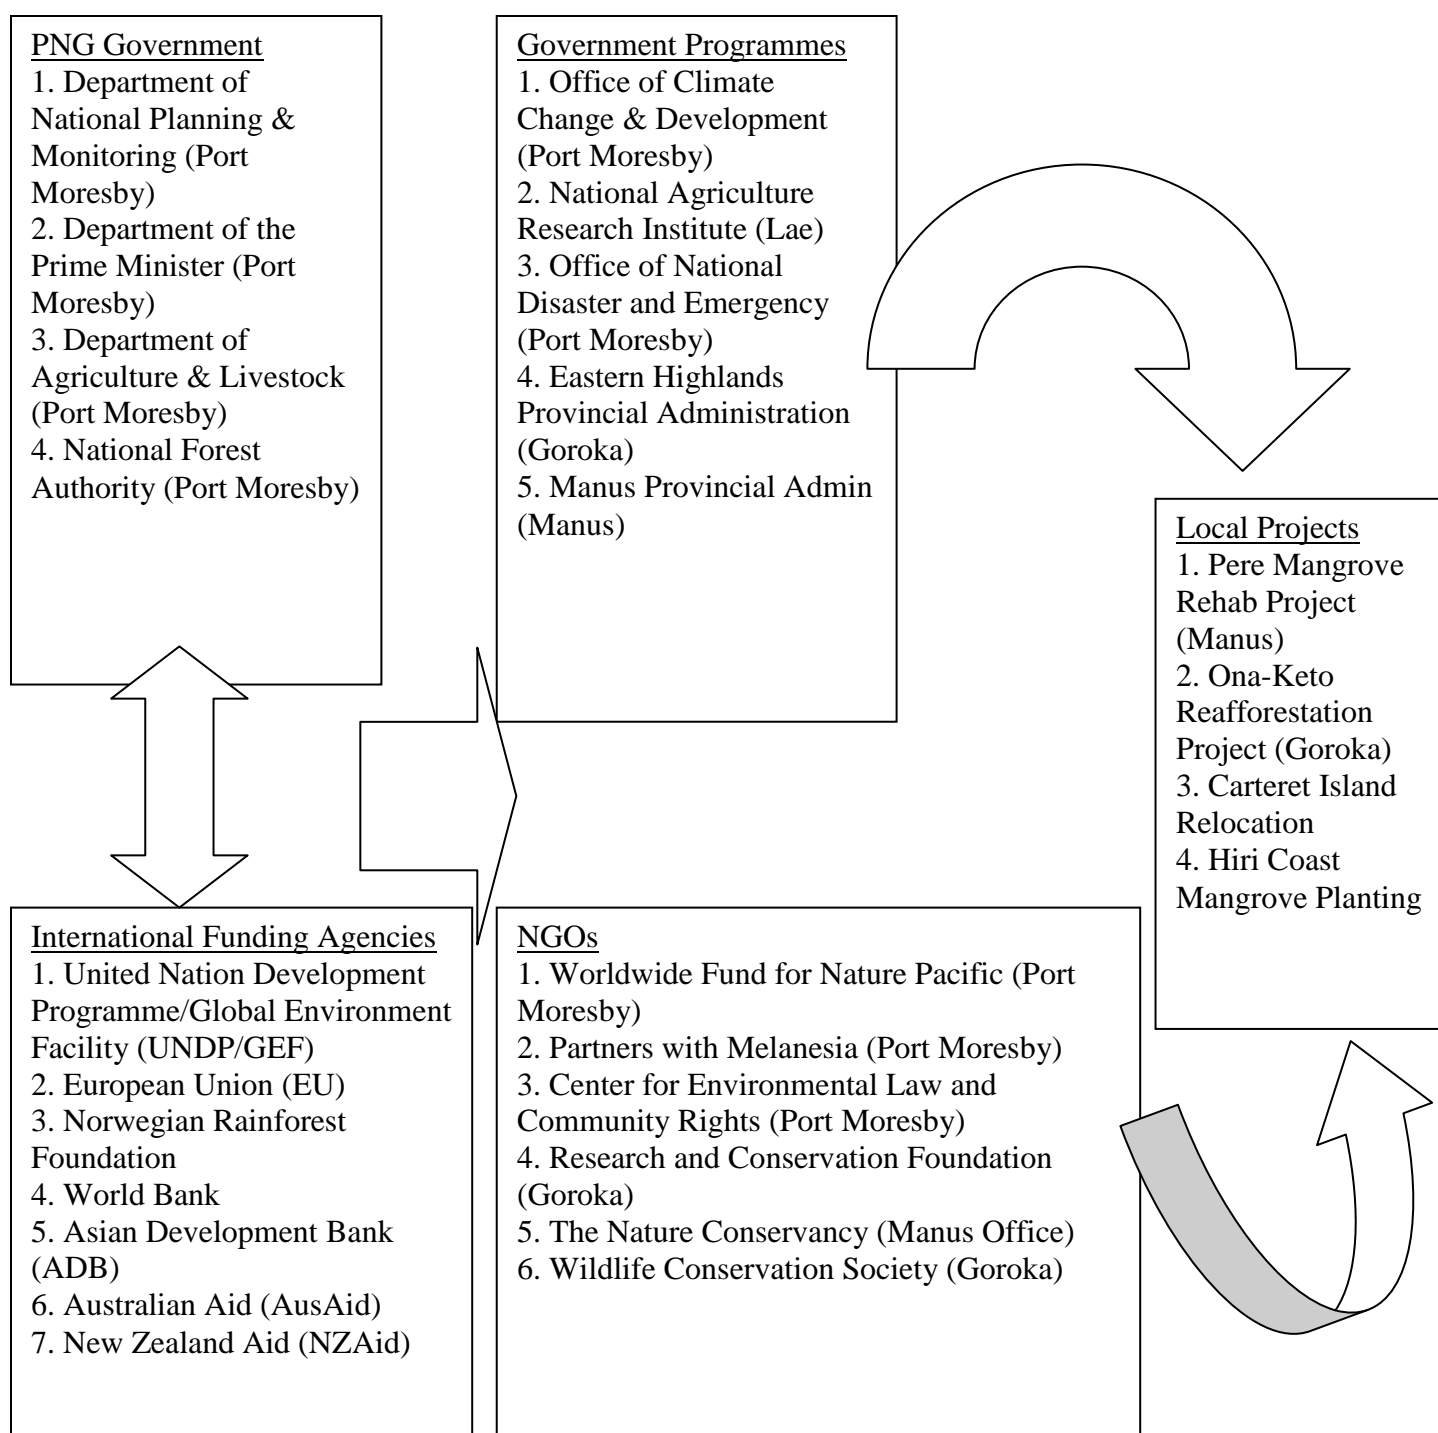 PNG Government
1. Department of
National Planning &
Monitoring (Port
Moresby)
2. Department of the
Prime Minister (Port
Moresby)
3. Department of
Agriculture & Livestock
(Port Moresby)
4. National Forest
Authority (Port Moresby)
Government Programmes
1. Office of Climate
Change & Development
(Port Moresby)
2. National Agriculture
Research Institute (Lae)
3. Office of National
Disaster and Emergency
(Port Moresby)
4. Eastern Highlands
Provincial Administration
(Goroka)
5. Manus Provincial Admin
(Manus)
Local Projects
1. Pere Mangrove
Rehab Project
(Manus)
2. Ona-Keto
Reafforestation
Project (Goroka)
3. Carteret Island
Relocation
4. Hiri Coast
Mangrove Planting
International Funding Agencies
1. United Nation Development
Programme/Global Environment
Facility (UNDP/GEF)
2. European Union (EU)
3. Norwegian Rainforest
Foundation
4. World Bank
5. Asian Development Bank
(ADB)
6. Australian Aid (AusAid)
7. New Zealand Aid (NZAid)
NGOs
1. Worldwide Fund for Nature Pacific (Port
Moresby)
2. Partners with Melanesia (Port Moresby)
3. Center for Environmental Law and
Community Rights (Port Moresby)
4. Research and Conservation Foundation
(Goroka)
5. The Nature Conservancy (Manus Office)
6. Wildlife Conservation Society (Goroka)